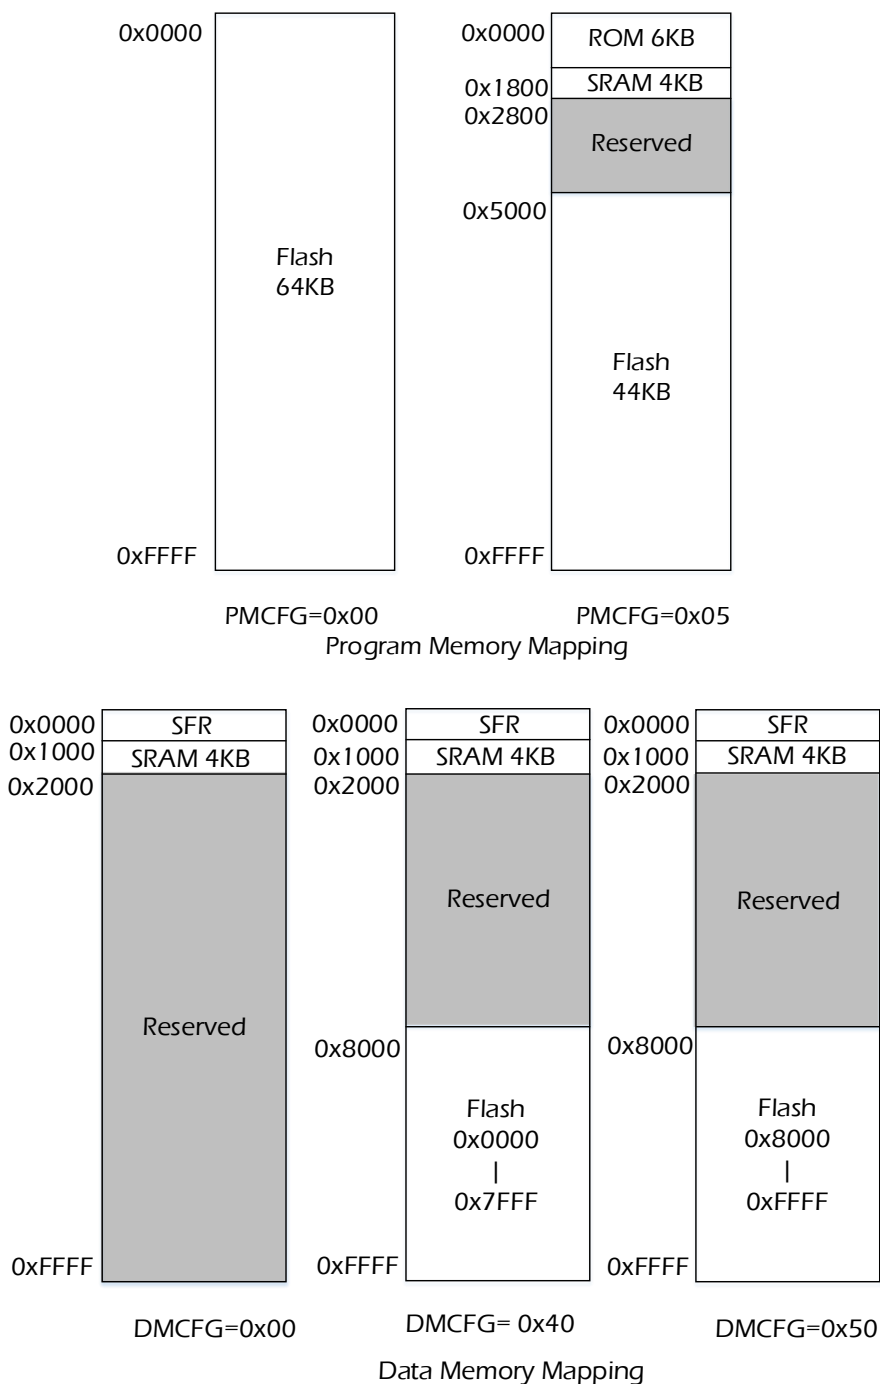 0x0000
Flash
64KB
0xFFFF
PMCFG=0x00
0x0000
ROM 6KB
0x1800
SRAM 4KB
0x2800
Reserved
0x5000
Flash
44KB
0xFFFF
PMCFG=0x05
Program Memory Mapping
0x0000
SFR
0x1000
SRAM 4KB
0x2000
Reserved
0xFFFF
DMCFG=0x00
0x0000
SFR
0x1000
SRAM 4KB
0x2000
Reserved
0x8000
Flash
0x0000
|
0x7FFF
0xFFFF
DMCFG= 0x40
0x0000
SFR
0x1000
SRAM 4KB
0x2000
Reserved
0x8000
Flash
0x8000
|
0xFFFF
0xFFFF
DMCFG=0x50
Data Memory Mapping